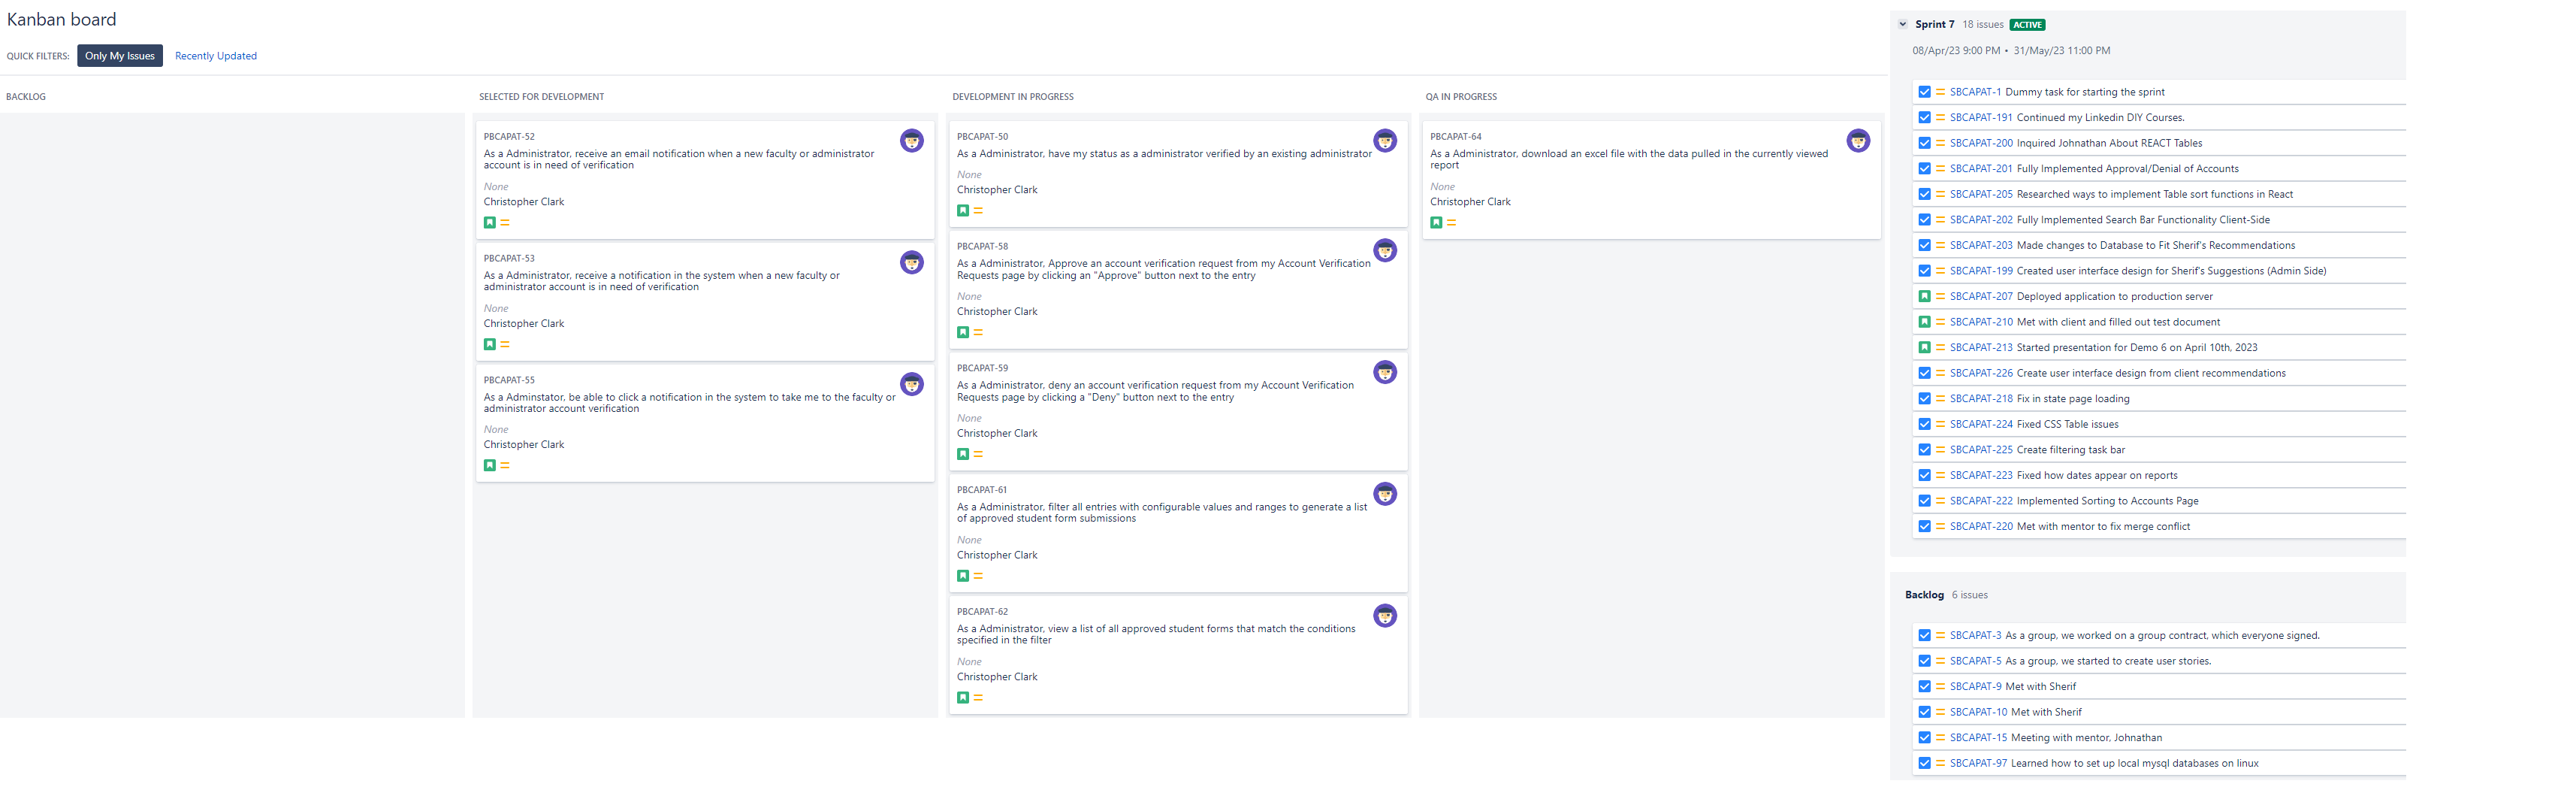 Kanban board
QUICK FILTERS: Only My Issues Recently Updated
BACKLOG
SELECTED FOR DEVELOPMENT
PBCAPAT-52
As a Administrator, receive an email notification when a new faculty or administrator
account is in need of verification
None
Christopher Clark
PBCAPAT-53
As a Administrator, receive a notification in the system when a new faculty or
administrator account is in need of verification
None
Christopher Clark
PBCAPAT-55
As a Adminstator, be able to click a notification in the system to take me to the faculty or
administrator account verification
None
Christopher Clark
DEVELOPMENT IN PROGRESS
PBCAPAT-50
As a Administrator, have my status as a administrator verified by an existing administrator
None
Christopher Clark
PBCAPAT-58
As a Administrator, Approve an account verification request from my Account Verification
Requests page by clicking an "Approve" button next to the entry
None
Christopher Clark
PBCAPAT-59
As a Administrator, deny an account verification request from my Account Verification
Requests page by clicking a "Deny" button next to the entry
None
Christopher Clark
PBCAPAT-61
As a Administrator, filter all entries with configurable values and ranges to generate a list
of approved student form submissions
None
Christopher Clark
PBCAPAT-62
As a Administrator, view a list of all approved student forms that match the conditions
specified in the filter
None
Christopher Clark
QA IN PROGRESS
PBCAPAT-64
As a Administrator, download an excel file with the data pulled in the currently viewed
report
None
Christopher Clark
Sprint 7 18 issues ACTIVE
08/Apr/23 9:00 PM • 31/May/23 11:00 PM
SBCAPAT-1 Dummy task for starting the sprint
SBCAPAT-191 Continued my Linkedin DIY Courses.
SBCAPAT-200 Inquired Johnathan About REACT Tables
SBCAPAT-201 Fully Implemented Approval/Denial of Accounts
SBCAPAT-205 Researched ways to implement Table sort functions in React
SBCAPAT-202 Fully Implemented Search Bar Functionality Client-Side
SBCAPAT-203 Made changes to Database to Fit Sherif's Recommendations
SBCAPAT-199 Created user interface design for Sherif's Suggestions (Admin Side)
SBCAPAT-207 Deployed application to production server
SBCAPAT-210 Met with client and filled out test document
SBCAPAT-213 Started presentation for Demo 6 on April 10th, 2023
SBCAPAT-226 Create user interface design from client recommendations
SBCAPAT-218 Fix in state page loading
SBCAPAT-224 Fixed CSS Table issues
SBCAPAT-225 Create filtering task bar
SBCAPAT-223 Fixed how dates appear on reports
SBCAPAT-222 Implemented Sorting to Accounts Page
SBCAPAT-220 Met with mentor to fix merge conflict
Backlog 6 issues
SBCAPAT-3 As a group, we worked on a group contract, which everyone signed.
SBCAPAT-5 As a group, we started to create user stories.
SBCAPAT-9 Met with Sherif
SBCAPAT-10 Met with Sherif
SBCAPAT-15 Meeting with mentor, Johnathan
SBCAPAT-97 Learned how to set up local mysql databases on linux